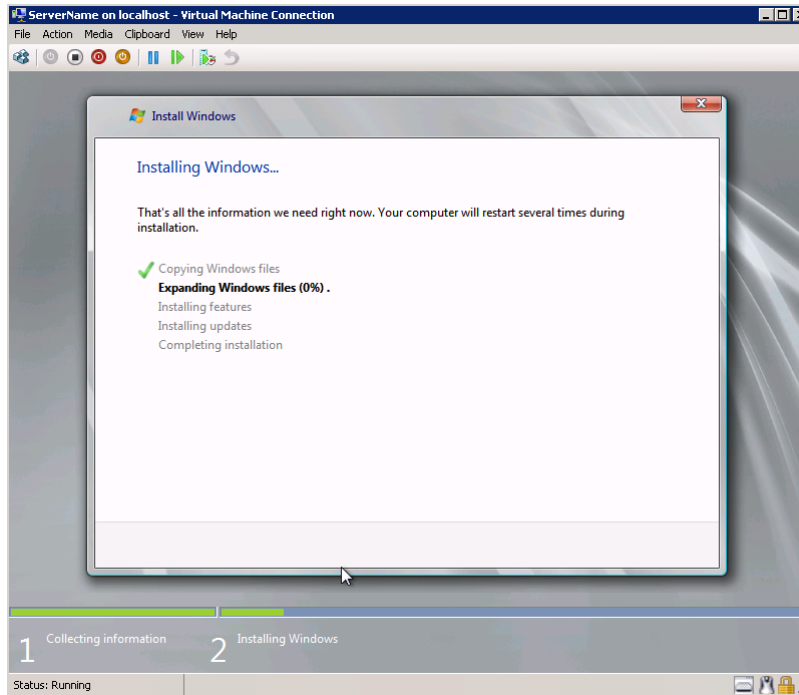 ServerName on localhost - Virtual Machine Connection
File Action Media Clipboard View Help
Install Windows
Installing Windows...
That's all the information we need right now. Your computer will restart several times during
installation.
Copying Windows files
Expanding Windows files (0%) .
Installing features
Installing updates
Completing installation
1 Collecting information 2 Installing Windows
Status: Running